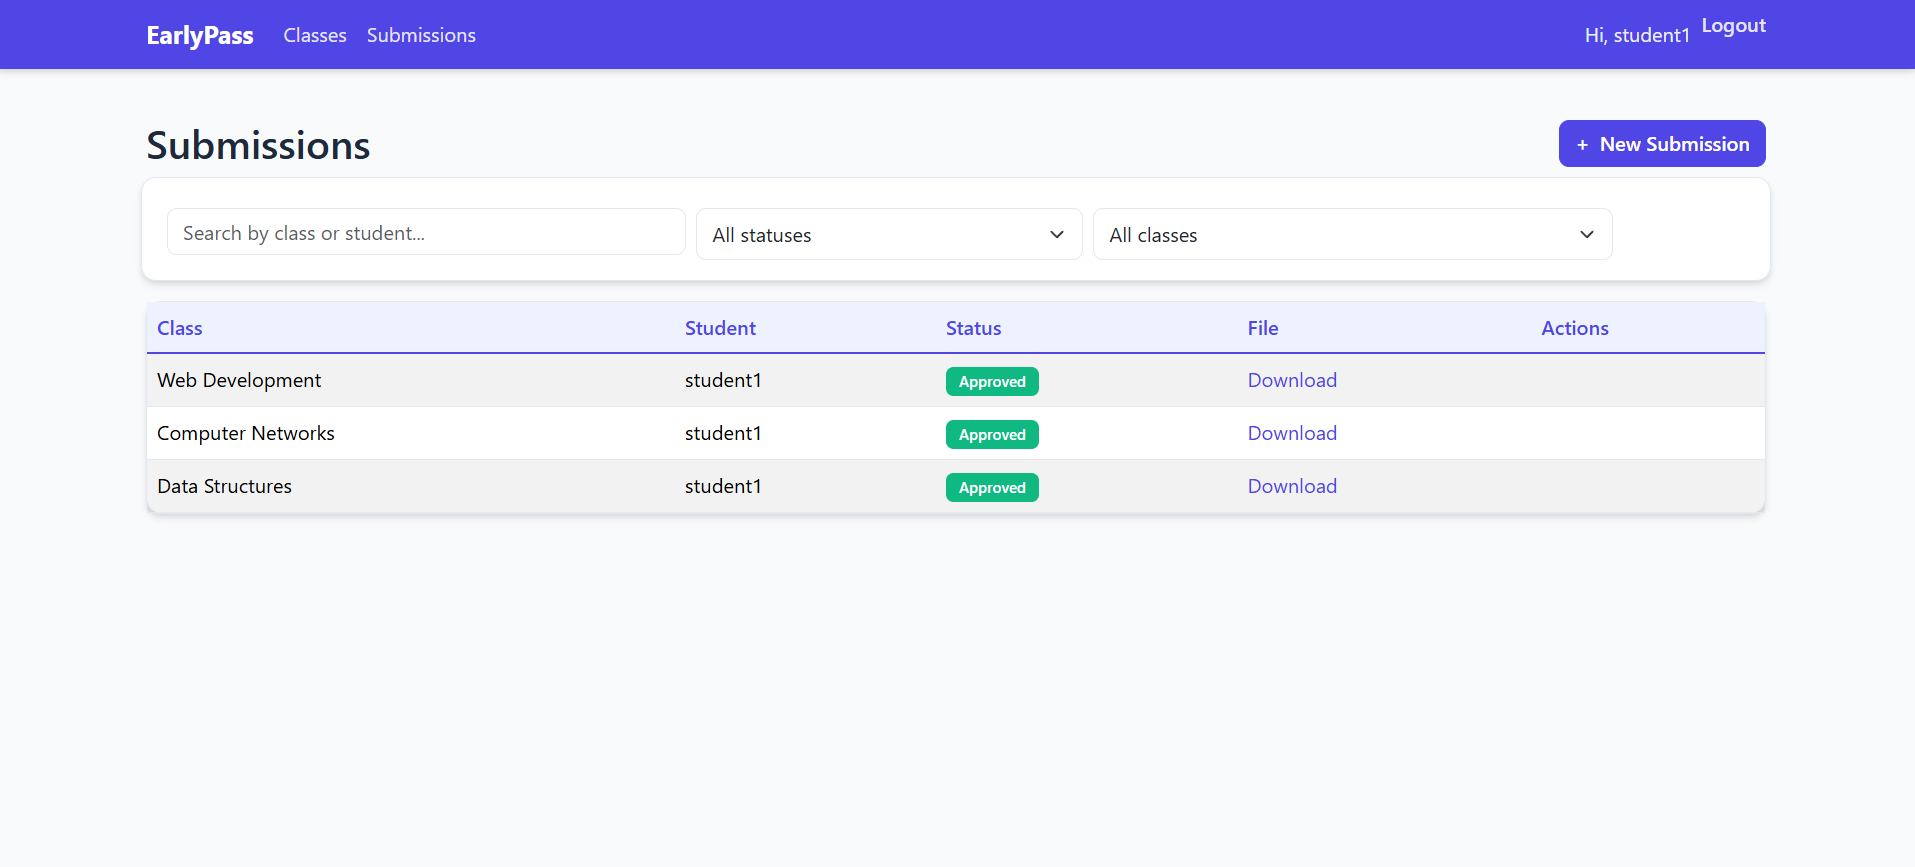 EarlyPass Classes Submissions Hi, student1 Logout
Submissions + New Submission
Search by class or student... All statuses All classes
Class Student Status File Actions
Web Development student1 Approved Download
Computer Networks student1 Approved Download
Data Structures student1 Approved Download